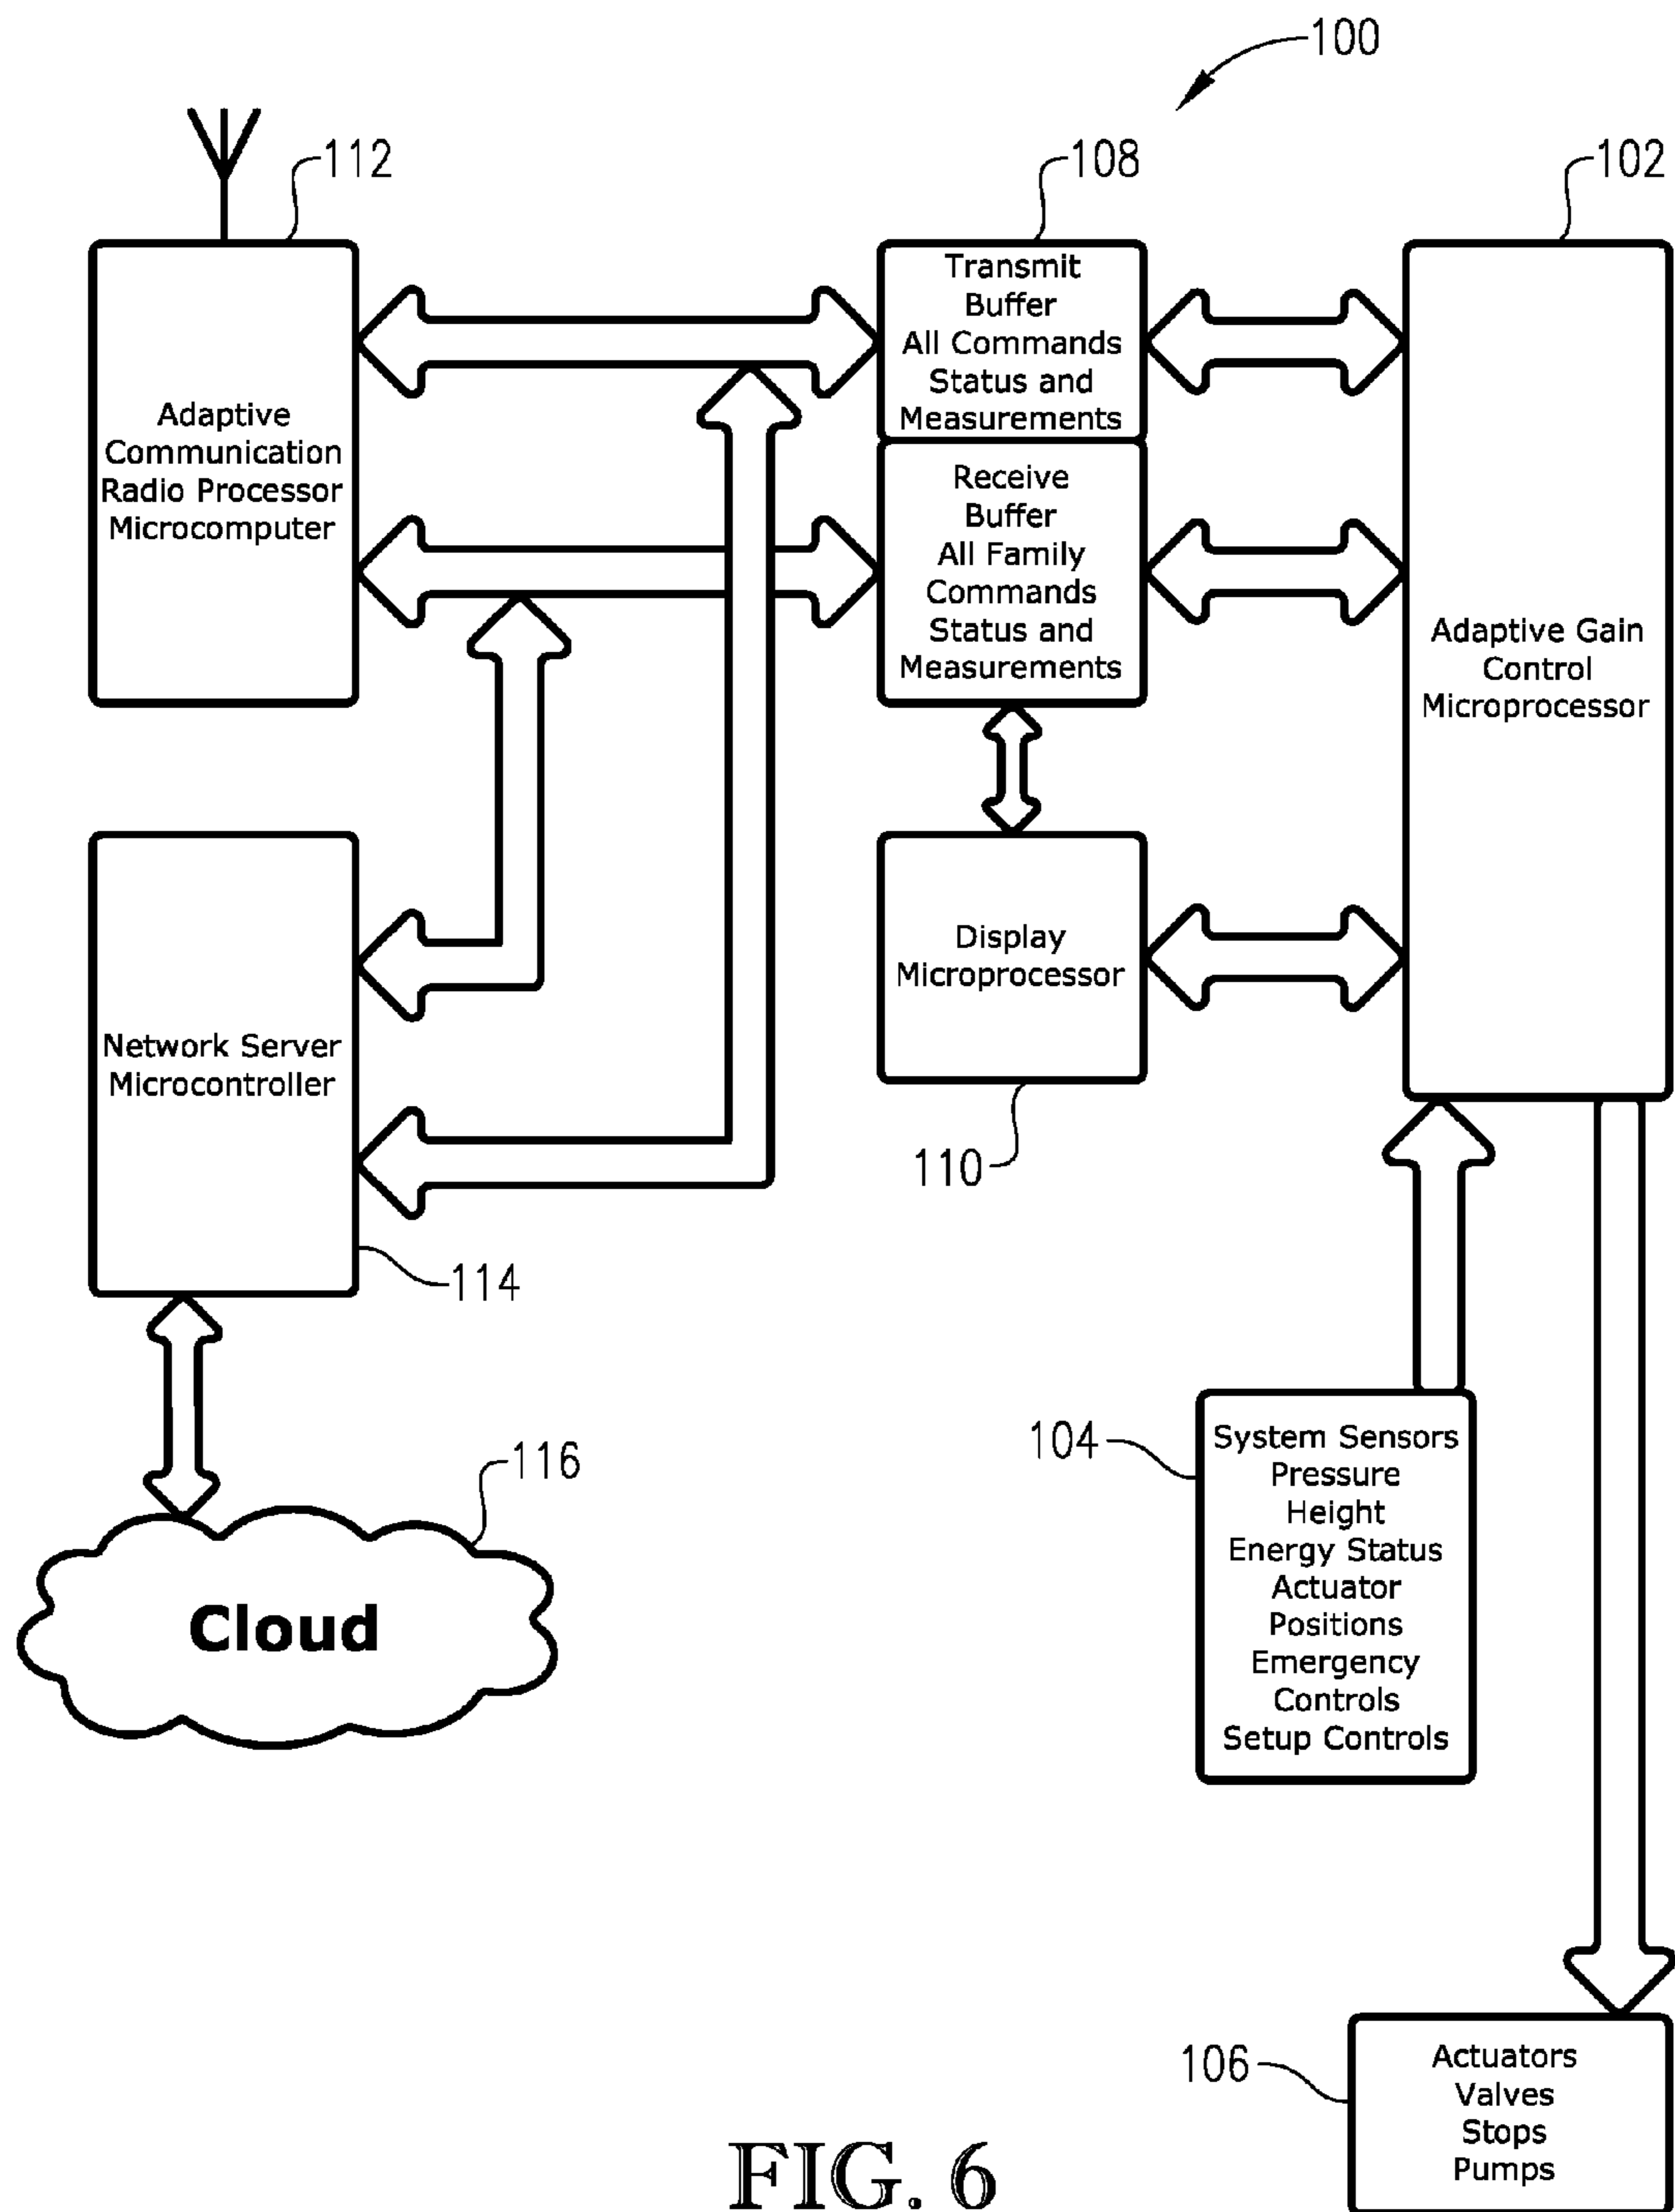 100
112
108
102
Adaptive
Communication
Radio Processor
Microcomputer
Transmit
Buffer
All Commands
Status and
Measurements
Receive
Buffer
All Family
Commands
Status and
Measurements
Adaptive Gain
Control
Microprocessor
Network Server
Microcontroller
114
Display
Microprocessor
110
116
Cloud
104
System Sensors
Pressure
Height
Energy Status
Actuator
Positions
Emergency
Controls
Setup Controls
106
Actuators
Valves
Stops
Pumps
FIG. 6